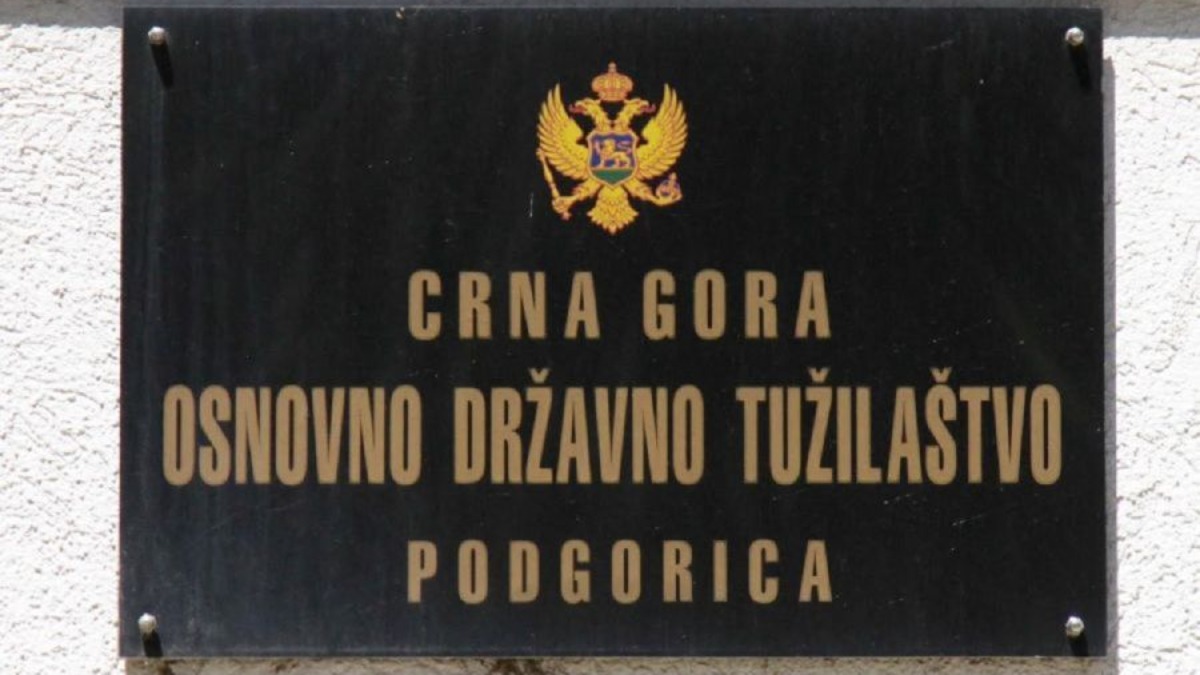 CRNA GORA
OSNOVNO DRŽAVNO TUŽILAŠTVO
PODGORICA